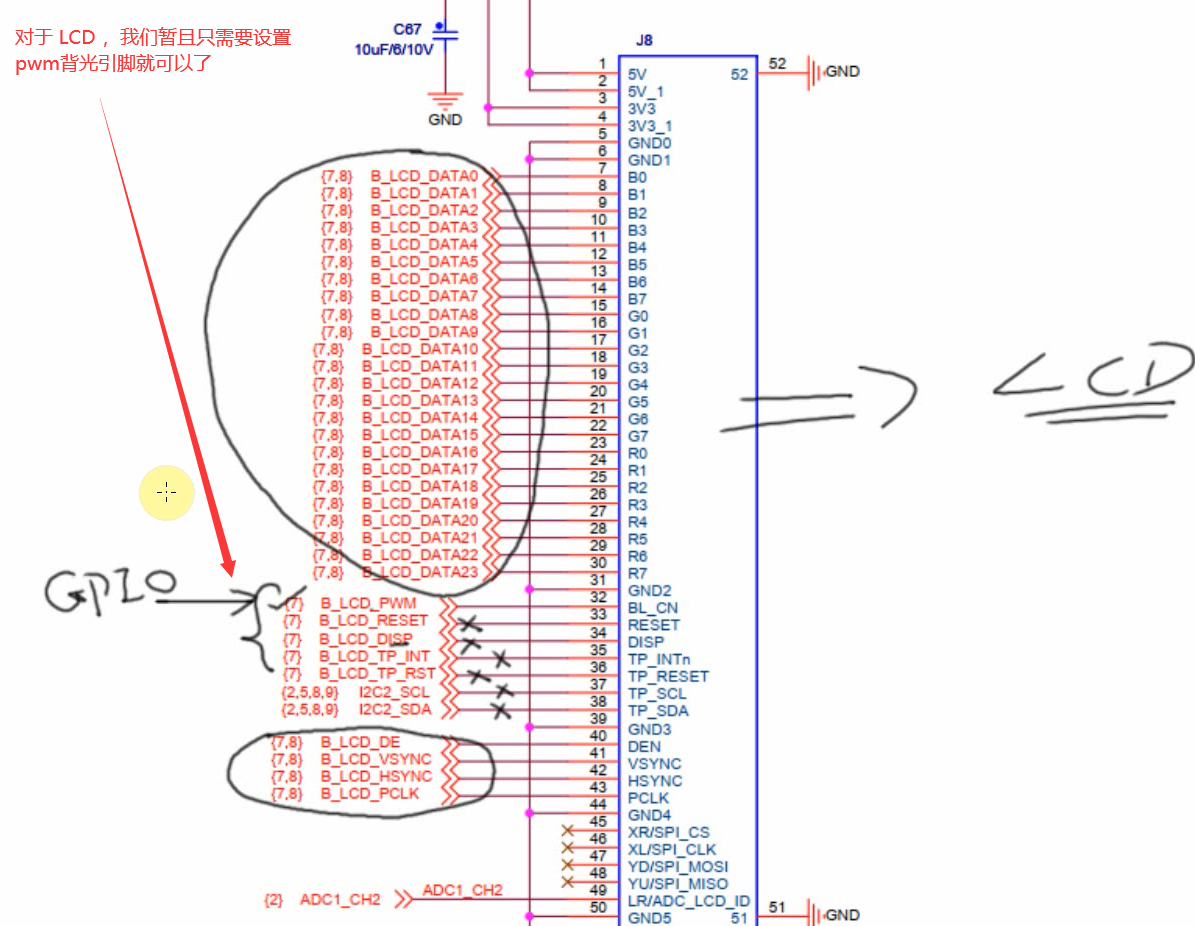 对于 LCD ，我们暂且只需要设置
pwm背光引脚就可以了
C67
10uF/6/10V
GND
J8
1 5V
2 5V_1
3 3V3
4 3V3_1
5 GND0
6 GND1
52 52 GND
{7,8} B_LCD_DATA0 7 B0
{7,8} B_LCD_DATA1 8 B1
{7,8} B_LCD_DATA2 9 B2
{7,8} B_LCD_DATA3 10 B3
{7,8} B_LCD_DATA4 11 B4
{7,8} B_LCD_DATA5 12 B5
{7,8} B_LCD_DATA6 13 B6
{7,8} B_LCD_DATA7 14 B7
{7,8} B_LCD_DATA8 15 G0
{7,8} B_LCD_DATA9 16 G1
{7,8} B_LCD_DATA10 17 G2
{7,8} B_LCD_DATA11 18 G3
{7,8} B_LCD_DATA12 19 G4
{7,8} B_LCD_DATA13 20 G5
{7,8} B_LCD_DATA14 21 G6
{7,8} B_LCD_DATA15 22 G7
{7,8} B_LCD_DATA16 23 R0
{7,8} B_LCD_DATA17 24 R1
{7,8} B_LCD_DATA18 25 R2
{7,8} B_LCD_DATA19 26 R3
{7,8} B_LCD_DATA20 27 R4
{7,8} B_LCD_DATA21 28 R5
{7,8} B_LCD_DATA22 29 R6
{7,8} B_LCD_DATA23 30 R7
LCD
GPIO
31 GND2
{7} B_LCD_PWM 32 BL_CN
{7} B_LCD_RESET 33 RESET
{7} B_LCD_DISP 34 DISP
{7} B_LCD_TP_INT 35 TP_INTn
{7} B_LCD_TP_RST 36 TP_RESET
{2,5,8,9} I2C2_SCL 37 TP_SCL
{2,5,8,9} I2C2_SDA 38 TP_SDA
39 GND3
{7,8} B_LCD_DE 40 DEN
{7,8} B_LCD_VSYNC 41 VSYNC
{7,8} B_LCD_HSYNC 42 HSYNC
{7,8} B_LCD_PCLK 43 PCLK
44 GND4
45 XR/SPI_CS
46 XL/SPI_CLK
47 YD/SPI_MOSI
48 YU/SPI_MISO
{2} ADC1_CH2 ADC1_CH2 49 LR/ADC_LCD_ID
50 GND5 51 51 GND